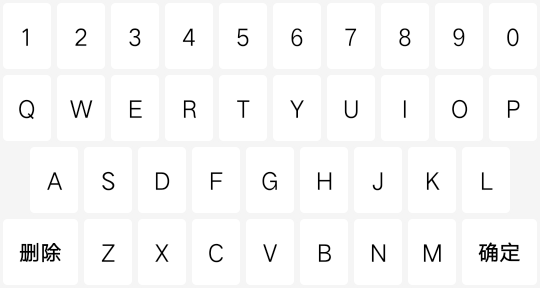 1 2 3 4 5 6 7 8 9 0
Q W E R T Y U I O P
A S D F G H J K L
删除 Z X C V B N M 确定